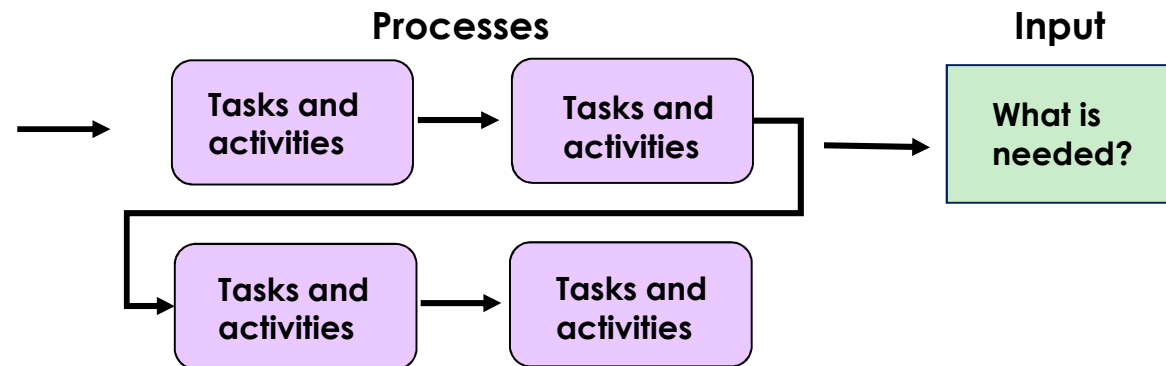 Processes
Input
Tasks and
activities
Tasks and
activities
What is
needed?
Tasks and
activities
Tasks and
activities